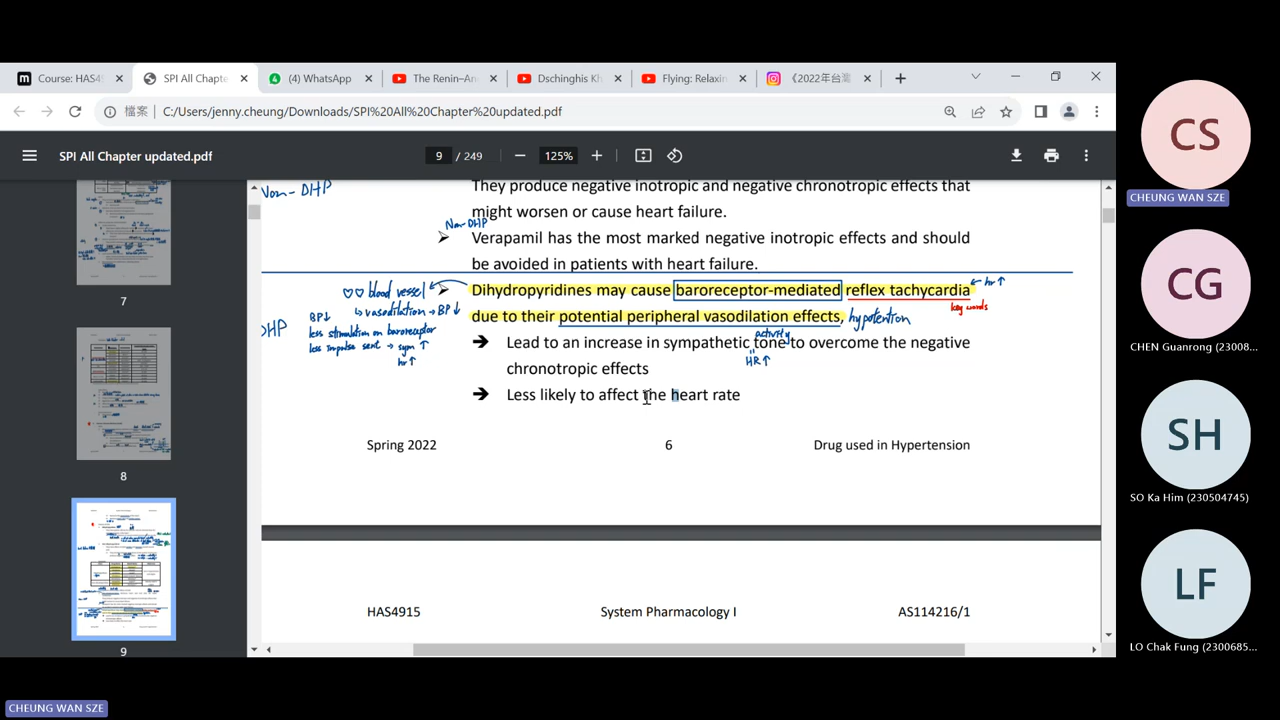 Course: HAS4
SPI All Chapte
(4) WhatsApp
The Renin–An
Dschinghis Kh
Flying: Relaxin
《2022年台灣
檔案
C:/Users/jenny.cheung/Downloads/SPI%20All%20Chapter%20updated.pdf
SPI All Chapter updated.pdf
9 / 249
125%
7
8
9
Non-DHP
They produce negative inotropic and negative chronotropic effects that
might worsen or cause heart failure.
Non-DHP
Verapamil has the most marked negative inotropic effects and should
be avoided in patients with heart failure.
Dihydropyridines may cause baroreceptor-mediated reflex tachycardia
hr↑
key words
due to their potential peripheral vasodilation effects, hypotention
♡♡ blood vessel
↳ vasodilation → BP↓
BP↓
less stimulation on baroreceptor
less impulse sent → sym ↑
hr↑
DHP
activity
➔ Lead to an increase in sympathetic tone to overcome the negative
HR↑
chronotropic effects
➔ Less likely to affect the heart rate
Spring 2022
6
Drug used in Hypertension
HAS4915
System Pharmacology I
AS114216/1
CS
CHEUNG WAN SZE
CG
CHEN Guanrong (23008...
SH
SO Ka Him (230504745)
LF
LO Chak Fung (2300685...
CHEUNG WAN SZE